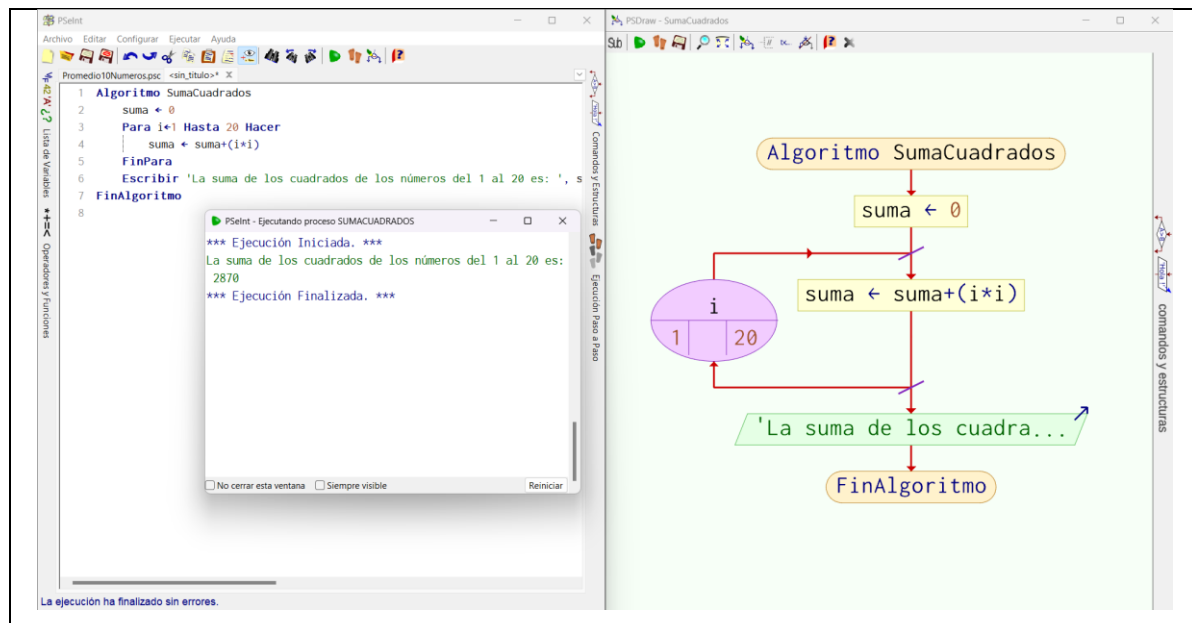 PSeInt
Archivo Editar Configurar Ejecutar Ayuda
Promedio10Numeros.psc <sin_titulo>* X
1 Algoritmo SumaCuadrados
2 suma ← 0
3 Para i←1 Hasta 20 Hacer
4 suma ← suma+(i*i)
5 FinPara
6 Escribir 'La suma de los cuadrados de los números del 1 al 20 es: ', s
7 FinAlgoritmo
8
Lista de Variables
*+=< Operadores y Funciones
Comandos y Estructuras
Ejecución Paso a Paso
PSeInt - Ejecutando proceso SUMACUADRADOS
*** Ejecución Iniciada. ***
La suma de los cuadrados de los números del 1 al 20 es:
2870
*** Ejecución Finalizada. ***
No cerrar esta ventana Siempre visible Reiniciar
La ejecución ha finalizado sin errores.
PSDraw - SumaCuadrados
Sub
Algoritmo SumaCuadrados
suma ← 0
suma ← suma+(i*i)
i
1 20
'La suma de los cuadra...
FinAlgoritmo
comandos y estructuras